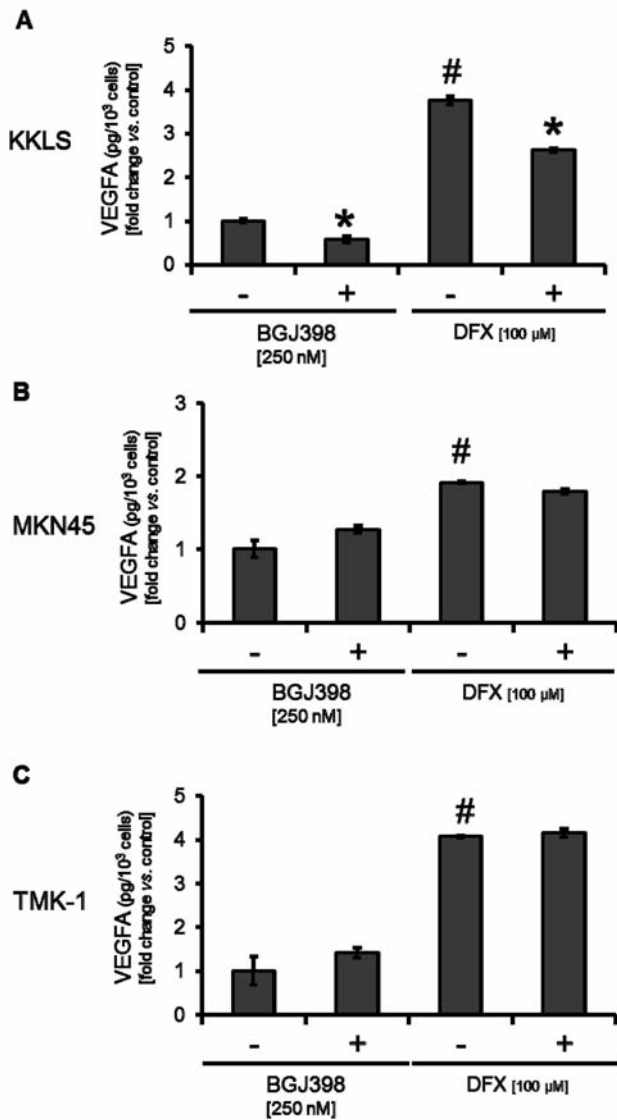 A
KKLS
VEGFA (pg/10³ cells)
[fold change vs. control]
5
4
3
2
1
0
*
#
*
- + - +
BGJ398
[250 nM]
DFX [100 µM]
B
MKN45
VEGFA (pg/10³ cells)
[fold change vs. control]
3
2
1
0
#
- + - +
BGJ398
[250 nM]
DFX [100 µM]
C
TMK-1
VEGFA (pg/10³ cells)
[fold change vs. control]
5
4
3
2
1
0
#
- + - +
BGJ398
[250 nM]
DFX [100 µM]